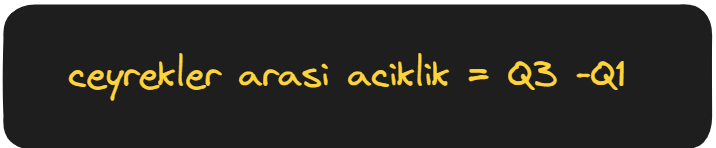 ceyrekler arasi aciklik = Q3 -Q1